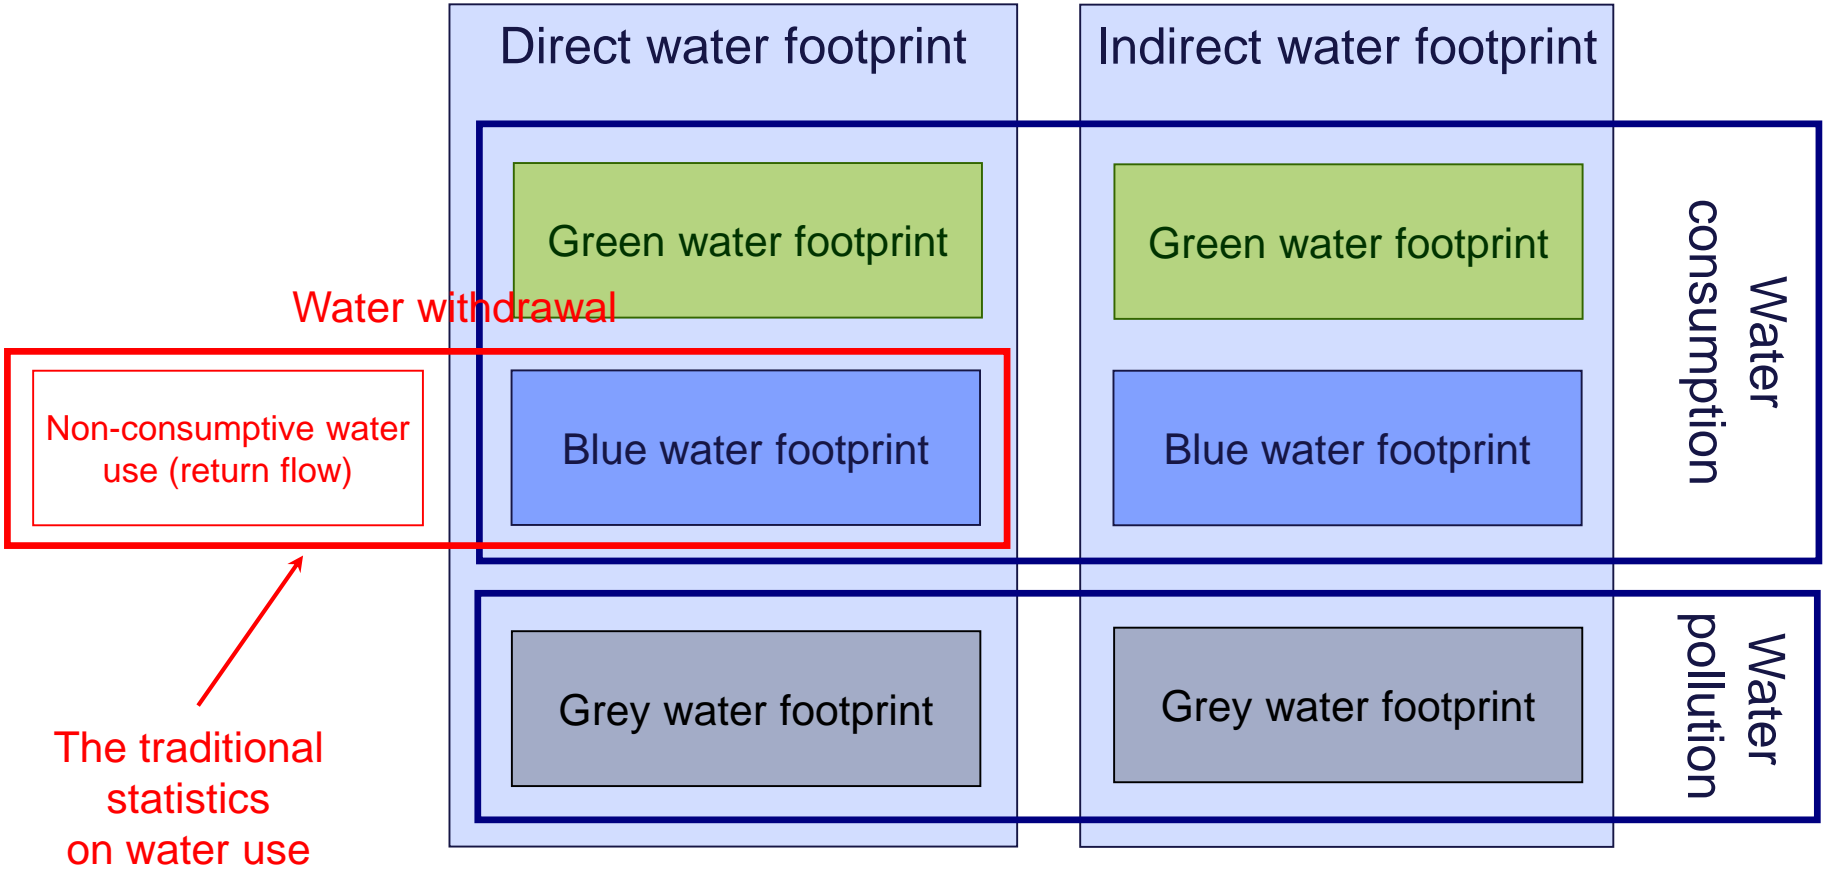 Direct water footprint
Indirect water footprint
Green water footprint
Green water footprint
Water
consumption
Water withdrawal
Non-consumptive water
use (return flow)
Blue water footprint
Blue water footprint
Grey water footprint
Grey water footprint
Water
pollution
The traditional
statistics
on water use